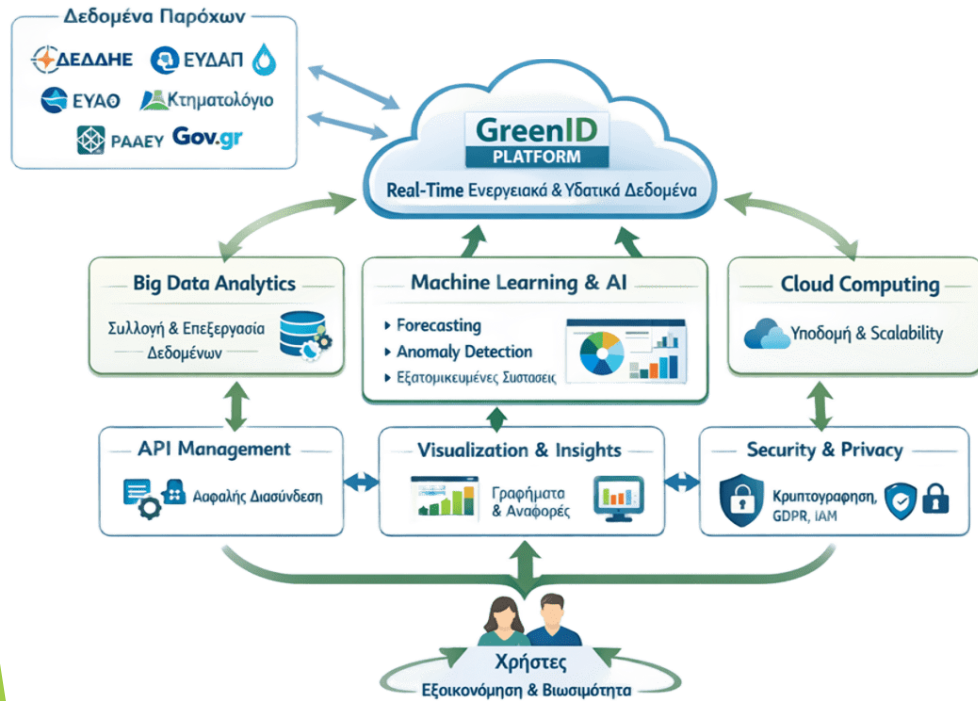 Δεδομένα Παρόχων
ΔΕΔΔΗΕ ΕΥΔΑΠ
ΕΥΑΘ Κτηματολόγιο
ΡΑΑΕΥ Gov.gr
GreenID
PLATFORM
Real-Time Ενεργειακά & Υδατικά Δεδομένα
Big Data Analytics
Συλλογή & Επεξεργασία
Δεδομένων
Machine Learning & AI
Forecasting
Anomaly Detection
Εξατομικευμένες Συστασεις
Cloud Computing
Υποδομή & Scalability
API Management
Ααφαλής Διασύνδεση
Visualization & Insights
Γραφήματα
& Αναφορές
Security & Privacy
Κρυπτογραφηση,
GDPR, IAM
Χρήστες
Εξοικονόμηση & Βιωσιμότητα